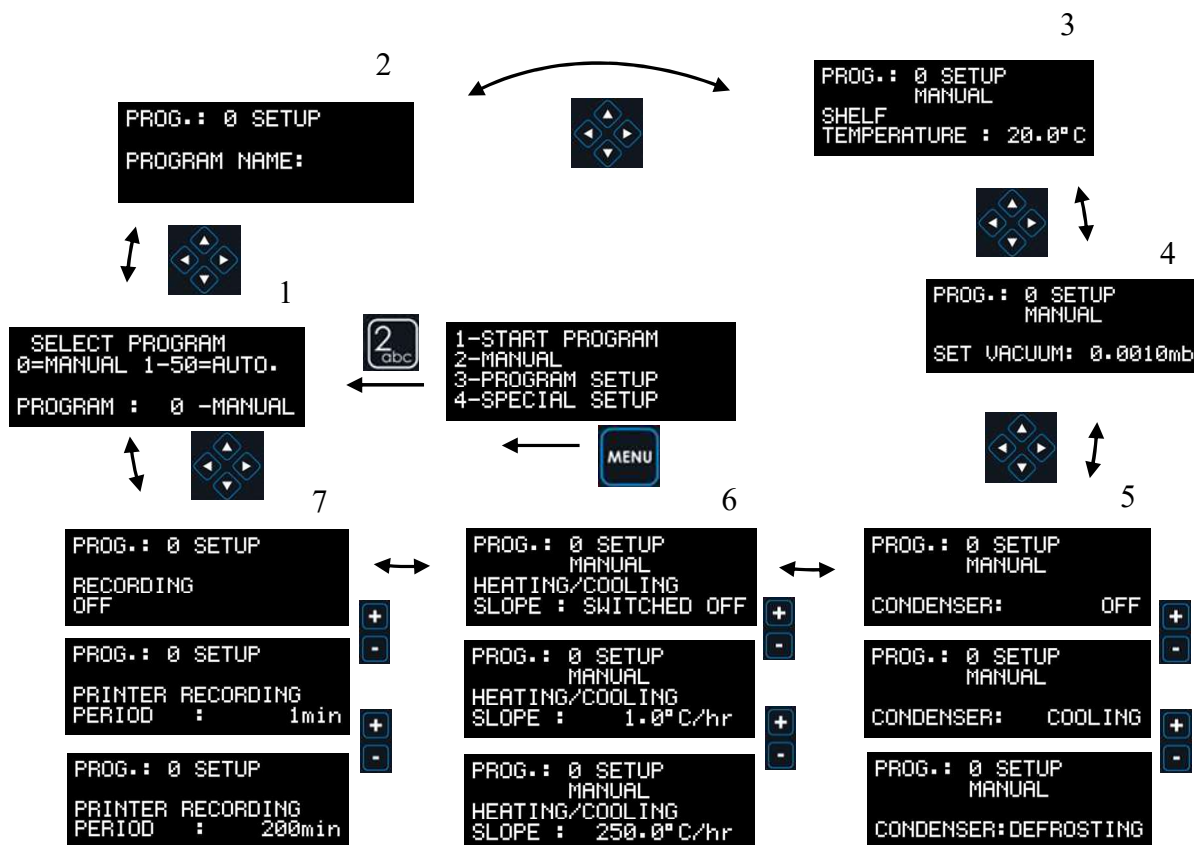 2
PROG.: 0 SETUP
PROGRAM NAME:
3
PROG.: 0 SETUP
MANUAL
SHELF
TEMPERATURE : 20.0°C
4
PROG.: 0 SETUP
MANUAL
SET VACUUM: 0.0010mb
1
SELECT PROGRAM
0=MANUAL 1-50=AUTO.
PROGRAM : 0 -MANUAL
2
abc
1-START PROGRAM
2-MANUAL
3-PROGRAM SETUP
4-SPECIAL SETUP
MENU
7
PROG.: 0 SETUP
RECORDING
OFF
+
-
PROG.: 0 SETUP
PRINTER RECORDING
PERIOD : 1min
+
-
PROG.: 0 SETUP
PRINTER RECORDING
PERIOD : 200min
6
PROG.: 0 SETUP
MANUAL
HEATING/COOLING
SLOPE : SWITCHED OFF
+
-
PROG.: 0 SETUP
MANUAL
HEATING/COOLING
SLOPE : 1.0°C/hr
+
-
PROG.: 0 SETUP
MANUAL
HEATING/COOLING
SLOPE : 250.0°C/hr
5
PROG.: 0 SETUP
MANUAL
CONDENSER: OFF
+
-
PROG.: 0 SETUP
MANUAL
CONDENSER: COOLING
+
-
PROG.: 0 SETUP
MANUAL
CONDENSER:DEFROSTING